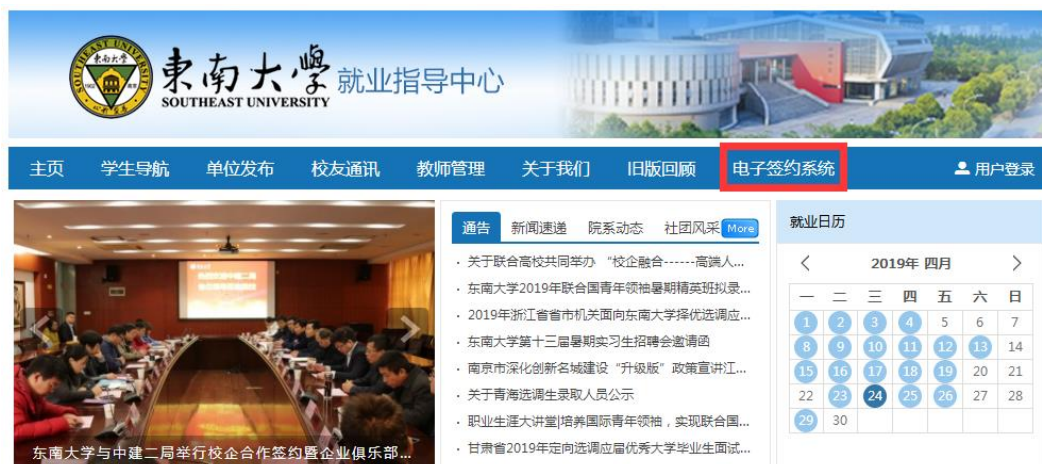 東南大學
SOUTHEAST UNIVERSITY
就业指导中心
主页 学生导航 单位发布 校友通讯 教师管理 关于我们 旧版回顾 电子签约系统 用户登录
东南大学与中建二局举行校企合作签约暨企业俱乐部...
通告 新闻速递 院系动态 社团风采 More
· 关于联合高校共同举办 “校企融合------高端人...
· 东南大学2019年联合国青年领袖暑期精英班拟录...
· 2019年浙江省省市机关面向东南大学择优选调应...
· 东南大学第十三届暑期实习生招聘会邀请函
· 南京市深化创新名城建设“升级版”政策宣讲江...
· 关于青海选调生录取人员公示
· 职业生涯大讲堂|培养国际青年领袖，实现联合国...
· 甘肃省2019年定向选调应届优秀大学毕业生面试...
就业日历
2019年 四月
一 二 三 四 五 六 日
1 2 3 4 5 6 7
8 9 10 11 12 13 14
15 16 17 18 19 20 21
22 23 24 25 26 27 28
29 30